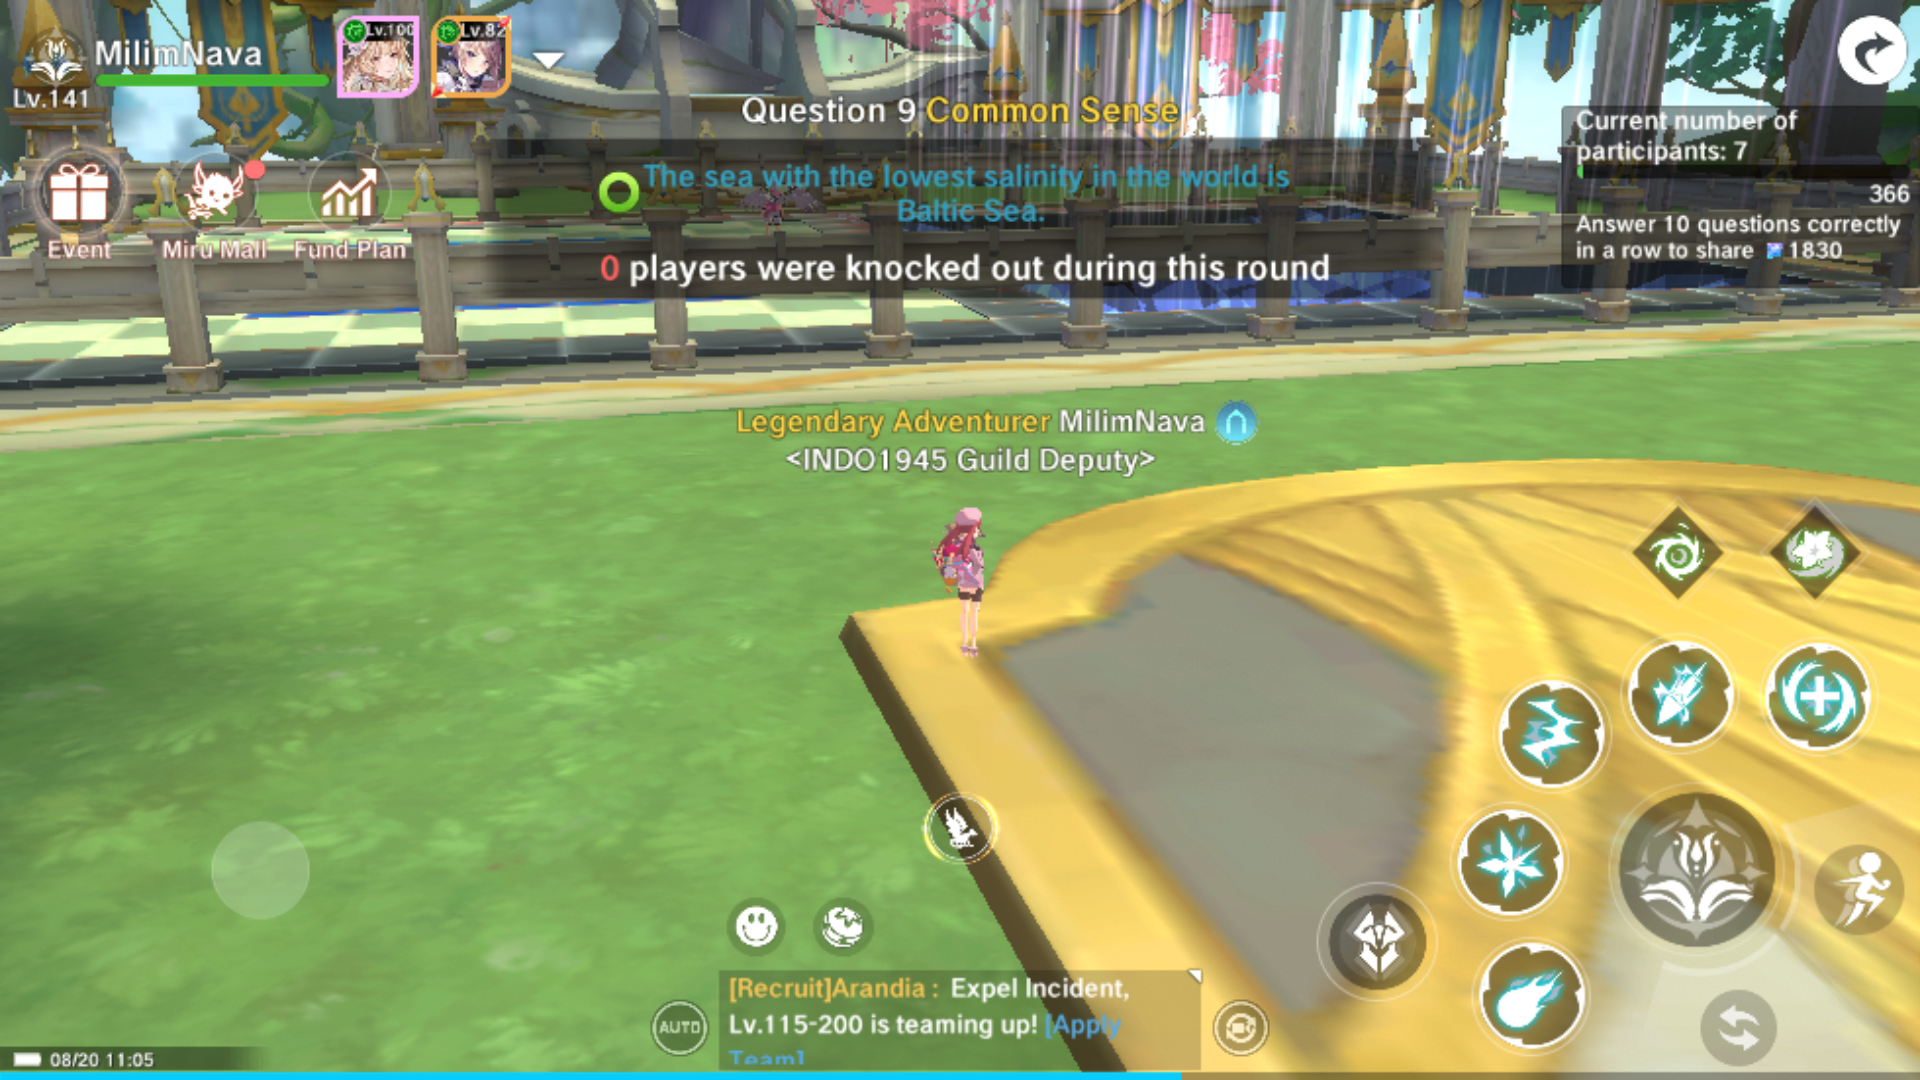 MilimNava
Lv.141
Lv.100
Lv.82
Question 9 Common Sense
The sea with the lowest salinity in the world is
Baltic Sea.
0 players were knocked out during this round
Current number of
participants: 7
366
Answer 10 questions correctly
in a row to share 1830
Event
Miru Mall
Fund Plan
Legendary Adventurer MilimNava
<INDO1945 Guild Deputy>
[Recruit]Arandia : Expel Incident,
Lv.115-200 is teaming up! [Apply
Team]
AUTO
08/20 11:05